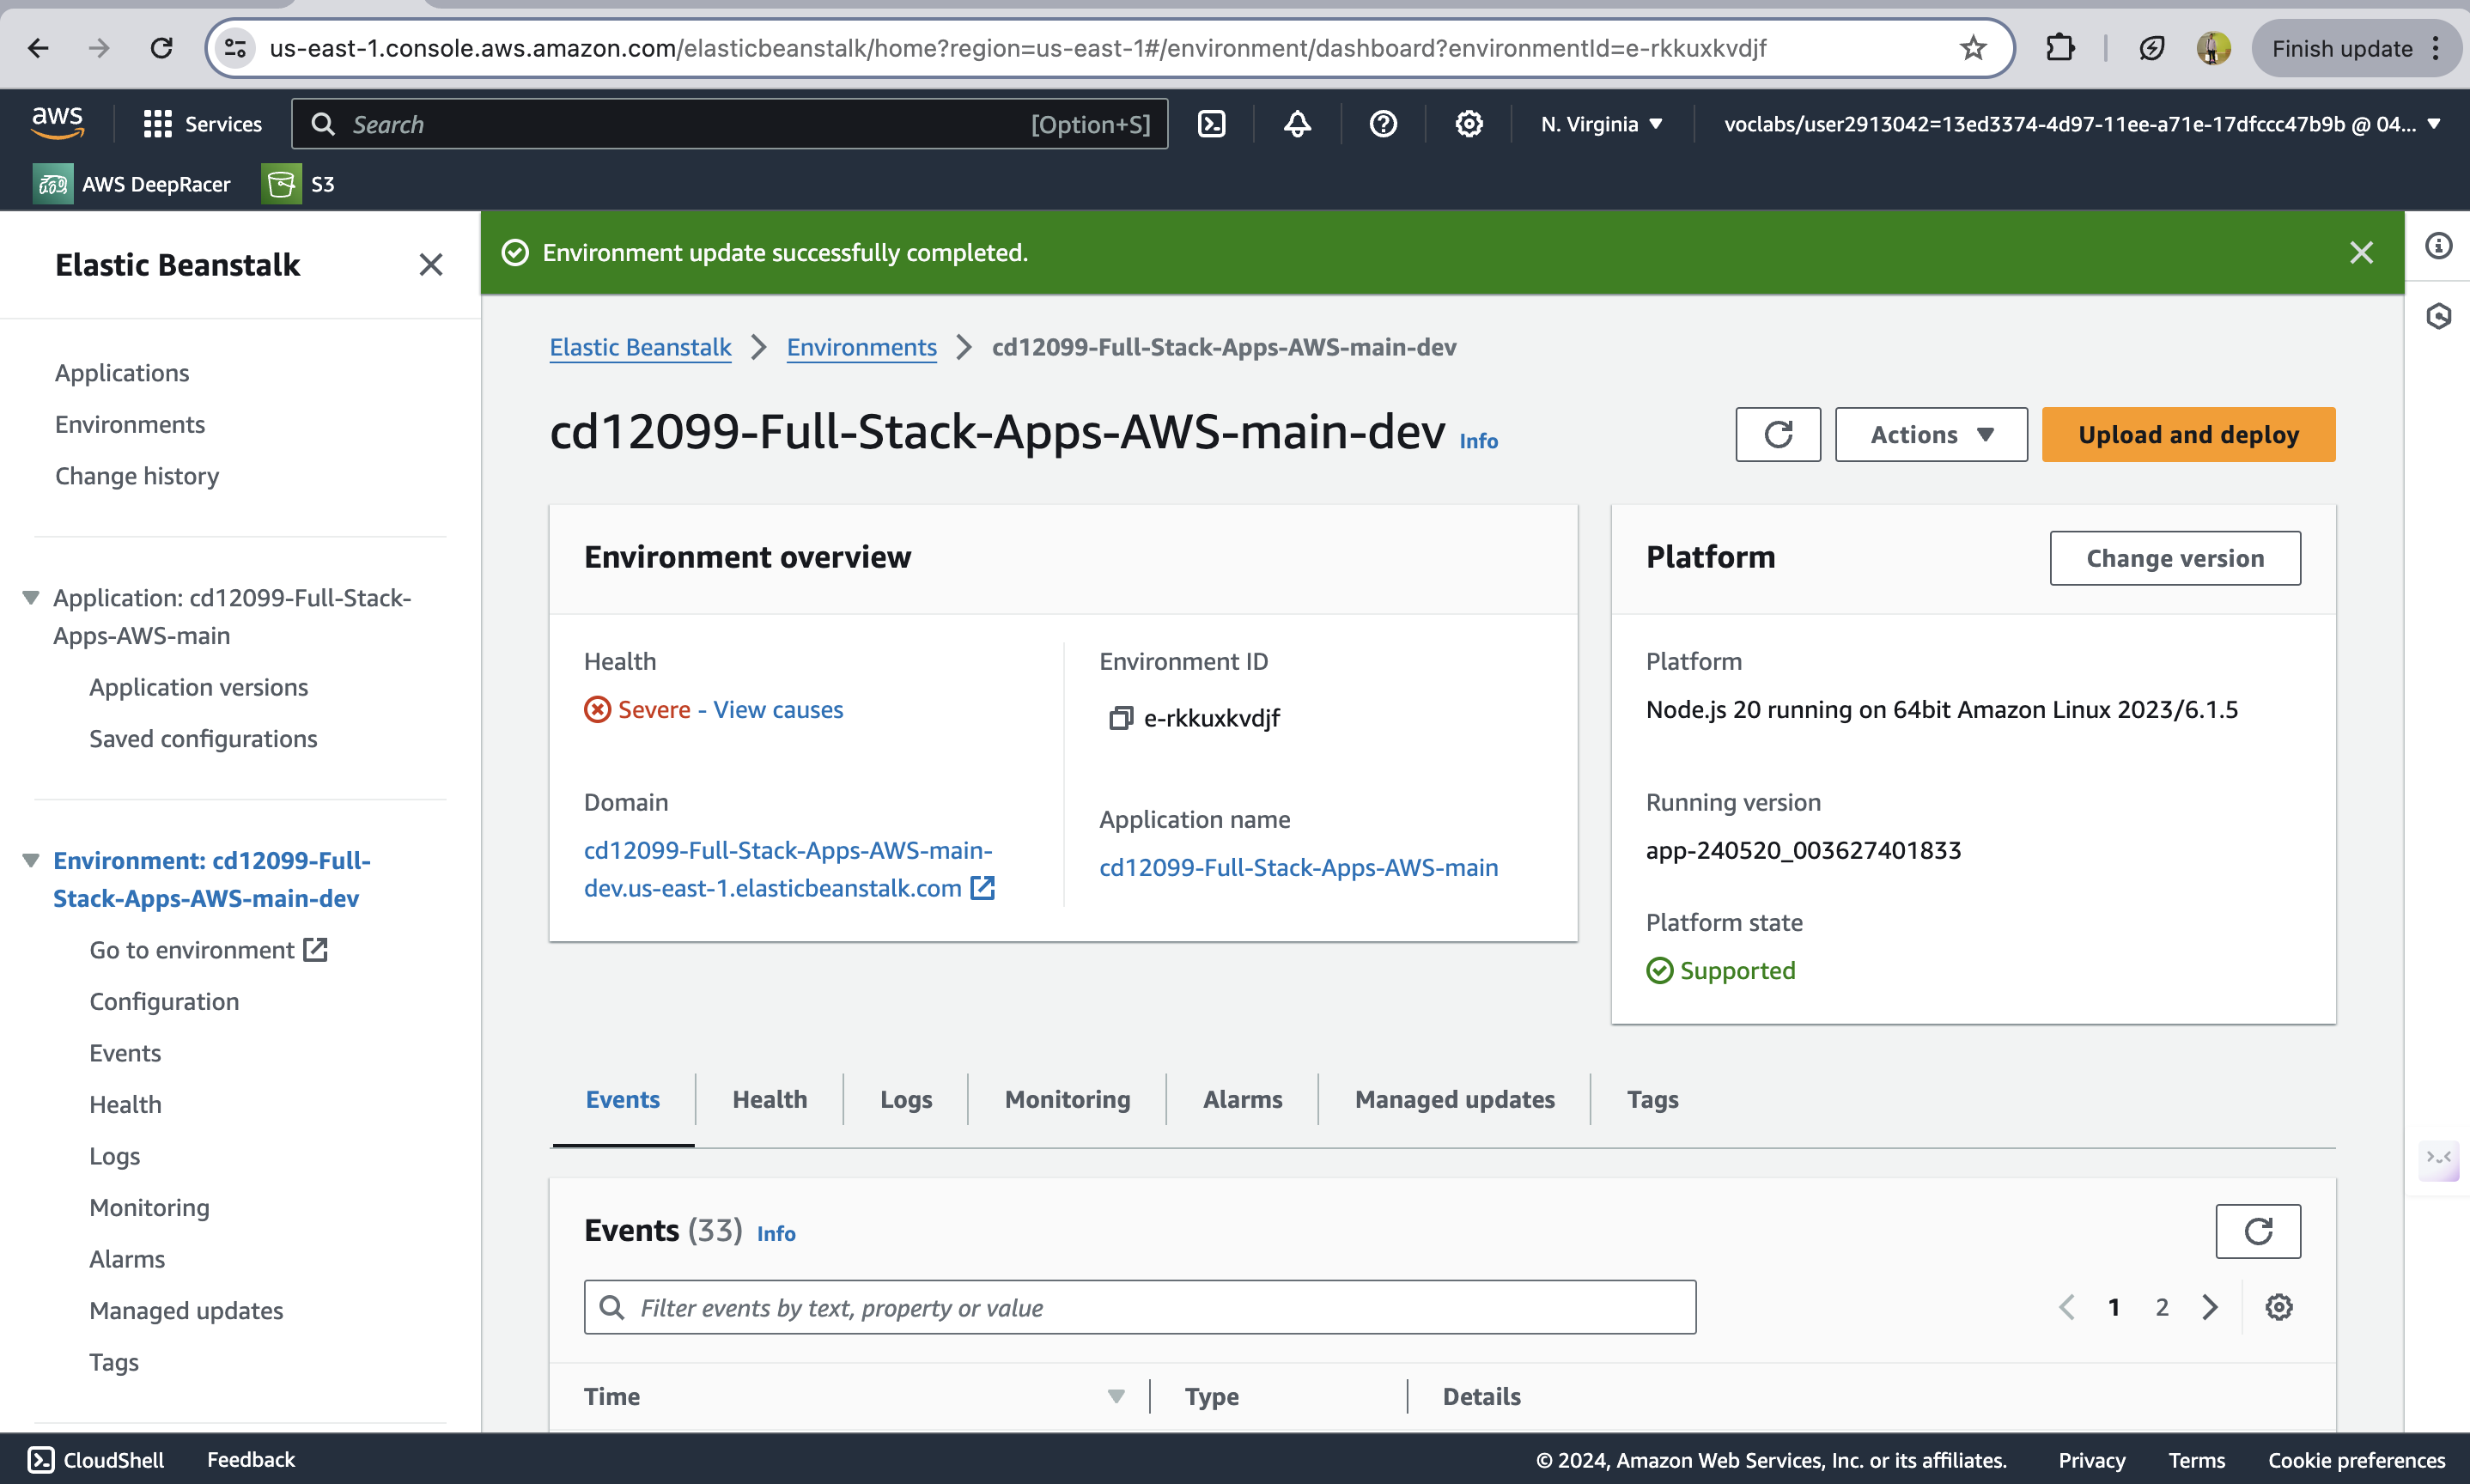 us-east-1.console.aws.amazon.com/elasticbeanstalk/home?region=us-east-1#/environment/dashboard?environmentId=e-rkkuxkvdjf
Finish update
aws
Services
Search
[Option+S]
N. Virginia
voclabs/user2913042=13ed3374-4d97-11ee-a71e-17dfccc47b9b @ 04...
AWS DeepRacer
S3
Elastic Beanstalk
Applications
Environments
Change history
Application: cd12099-Full-Stack-
Apps-AWS-main
Application versions
Saved configurations
Environment: cd12099-Full-
Stack-Apps-AWS-main-dev
Go to environment
Configuration
Events
Health
Logs
Monitoring
Alarms
Managed updates
Tags
Environment update successfully completed.
Elastic Beanstalk
Environments
cd12099-Full-Stack-Apps-AWS-main-dev
cd12099-Full-Stack-Apps-AWS-main-dev Info
Actions
Upload and deploy
Environment overview
Health
Severe - View causes
Domain
cd12099-Full-Stack-Apps-AWS-main-
dev.us-east-1.elasticbeanstalk.com
Environment ID
e-rkkuxkvdjf
Application name
cd12099-Full-Stack-Apps-AWS-main
Platform
Change version
Platform
Node.js 20 running on 64bit Amazon Linux 2023/6.1.5
Running version
app-240520_003627401833
Platform state
Supported
Events
Health
Logs
Monitoring
Alarms
Managed updates
Tags
Events (33) Info
Filter events by text, property or value
1
2
Time
Type
Details
CloudShell
Feedback
© 2024, Amazon Web Services, Inc. or its affiliates.
Privacy
Terms
Cookie preferences